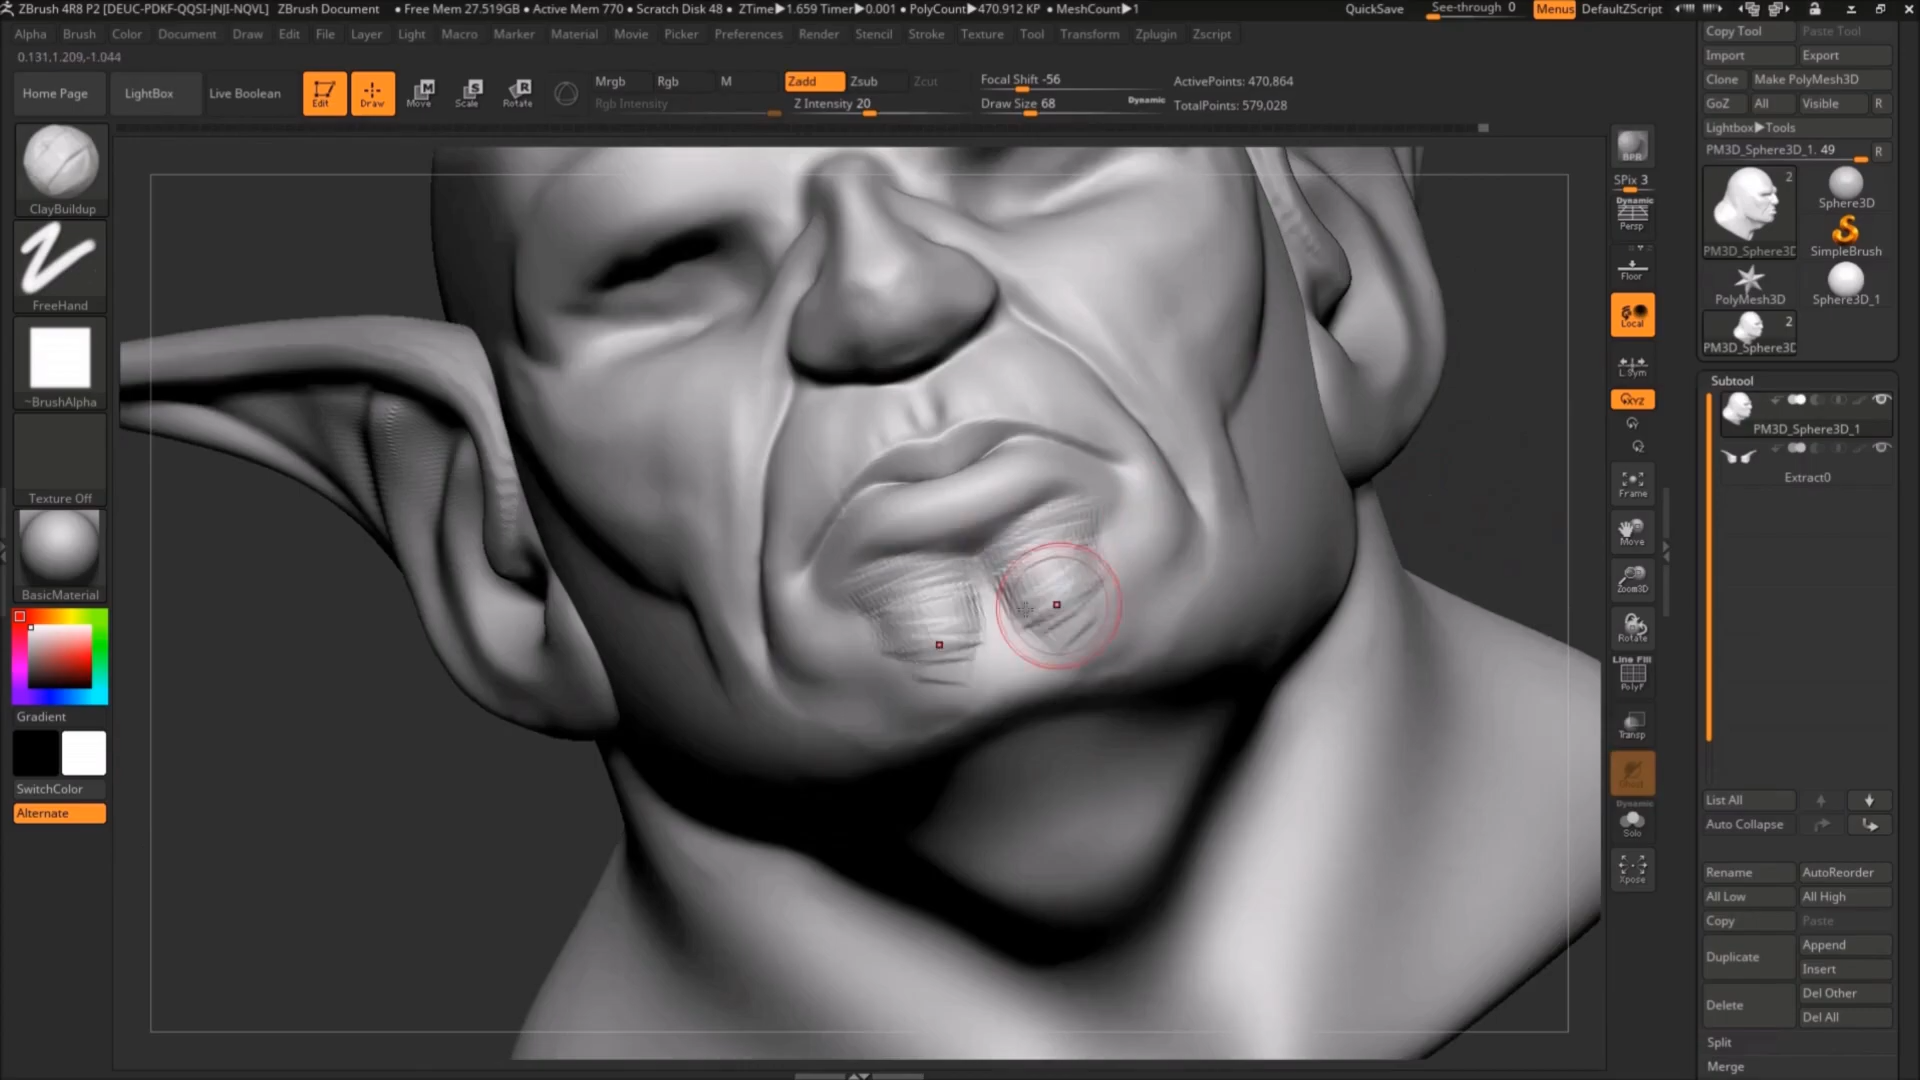 ZBrush 4R8 P2 [DEUC-PDKF-QQSI-JNJI-NQVL] ZBrush Document • Free Mem 27.519GB • Active Mem 770 • Scratch Disk 48 • ZTime▶1.659 Timer▶0.001 • PolyCount▶470.912 KP • MeshCount▶1 QuickSave See-through 0 Menus DefaultZScript
Alpha Brush Color Document Draw Edit File Layer Light Macro Marker Material Movie Picker Preferences Render Stencil Stroke Texture Tool Transform Zplugin Zscript
0.131,1.209,-1.044
Home Page LightBox Live Boolean Edit Draw Move Scale Rotate
Mrgb Rgb M Zadd Zsub Zcut
Rgb Intensity Z Intensity 20
Focal Shift -56
Draw Size 68 Dynamic
ActivePoints: 470,864
TotalPoints: 579,028
ClayBuildup
FreeHand
~BrushAlpha
Texture Off
BasicMaterial
Gradient
SwitchColor
Alternate
BPR
SPix 3
Dynamic
Persp
Floor
Local
L.Sym
XYZ
Frame
Move
Zoom3D
Rotate
Line Fill
PolyF
Transp
Ghost
Dynamic
Solo
Xpose
Copy Tool Paste Tool
Import Export
Clone Make PolyMesh3D
GoZ All Visible R
Lightbox▶Tools
PM3D_Sphere3D_1. 49 R
2
Sphere3D
PM3D_Sphere3D SimpleBrush
PolyMesh3D Sphere3D_1
2
PM3D_Sphere3D
Subtool
PM3D_Sphere3D_1
Extract0
List All
Auto Collapse
Rename AutoReorder
All Low All High
Copy Paste
Duplicate Append
Insert
Delete Del Other
Del All
Split
Merge